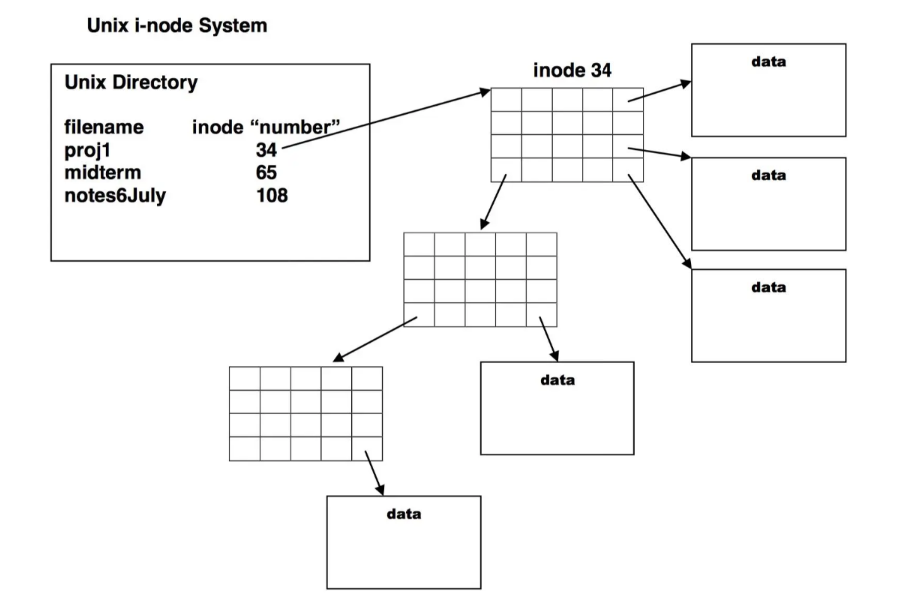 Unix i-node System
Unix Directory
filename inode “number”
proj1 34
midterm 65
notes6July 108
inode 34
data
data
data
data
data